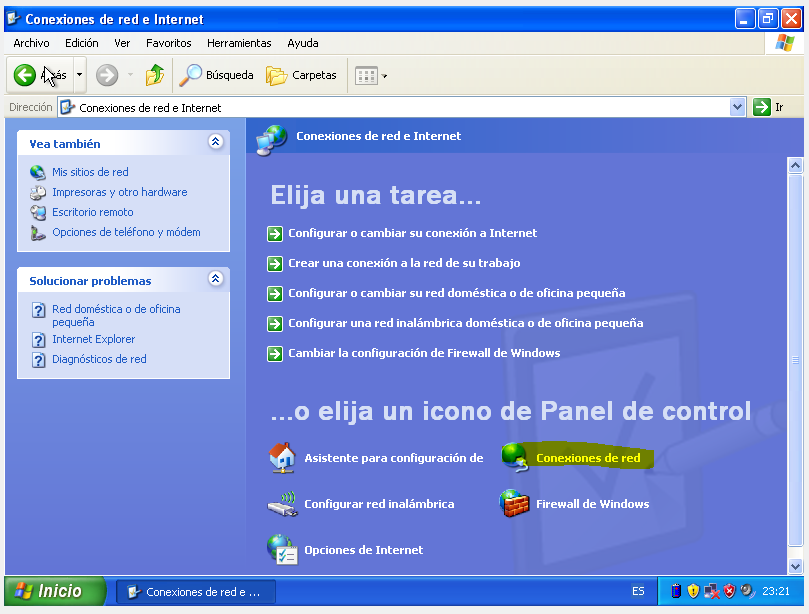 Conexiones de red e Internet
Archivo Edición Ver Favoritos Herramientas Ayuda
Búsqueda Carpetas
Dirección Conexiones de red e Internet Ir
Vea también
Mis sitios de red
Impresoras y otro hardware
Escritorio remoto
Opciones de teléfono y módem
Solucionar problemas
Red doméstica o de oficina
pequeña
Internet Explorer
Diagnósticos de red
Conexiones de red e Internet
Elija una tarea...
Configurar o cambiar su conexión a Internet
Crear una conexión a la red de su trabajo
Configurar o cambiar su red doméstica o de oficina pequeña
Configurar una red inalámbrica doméstica o de oficina pequeña
Cambiar la configuración de Firewall de Windows
...o elija un icono de Panel de control
Asistente para configuración de Conexiones de red
Configurar red inalámbrica Firewall de Windows
Opciones de Internet
Inicio Conexiones de red e ... ES 23:21